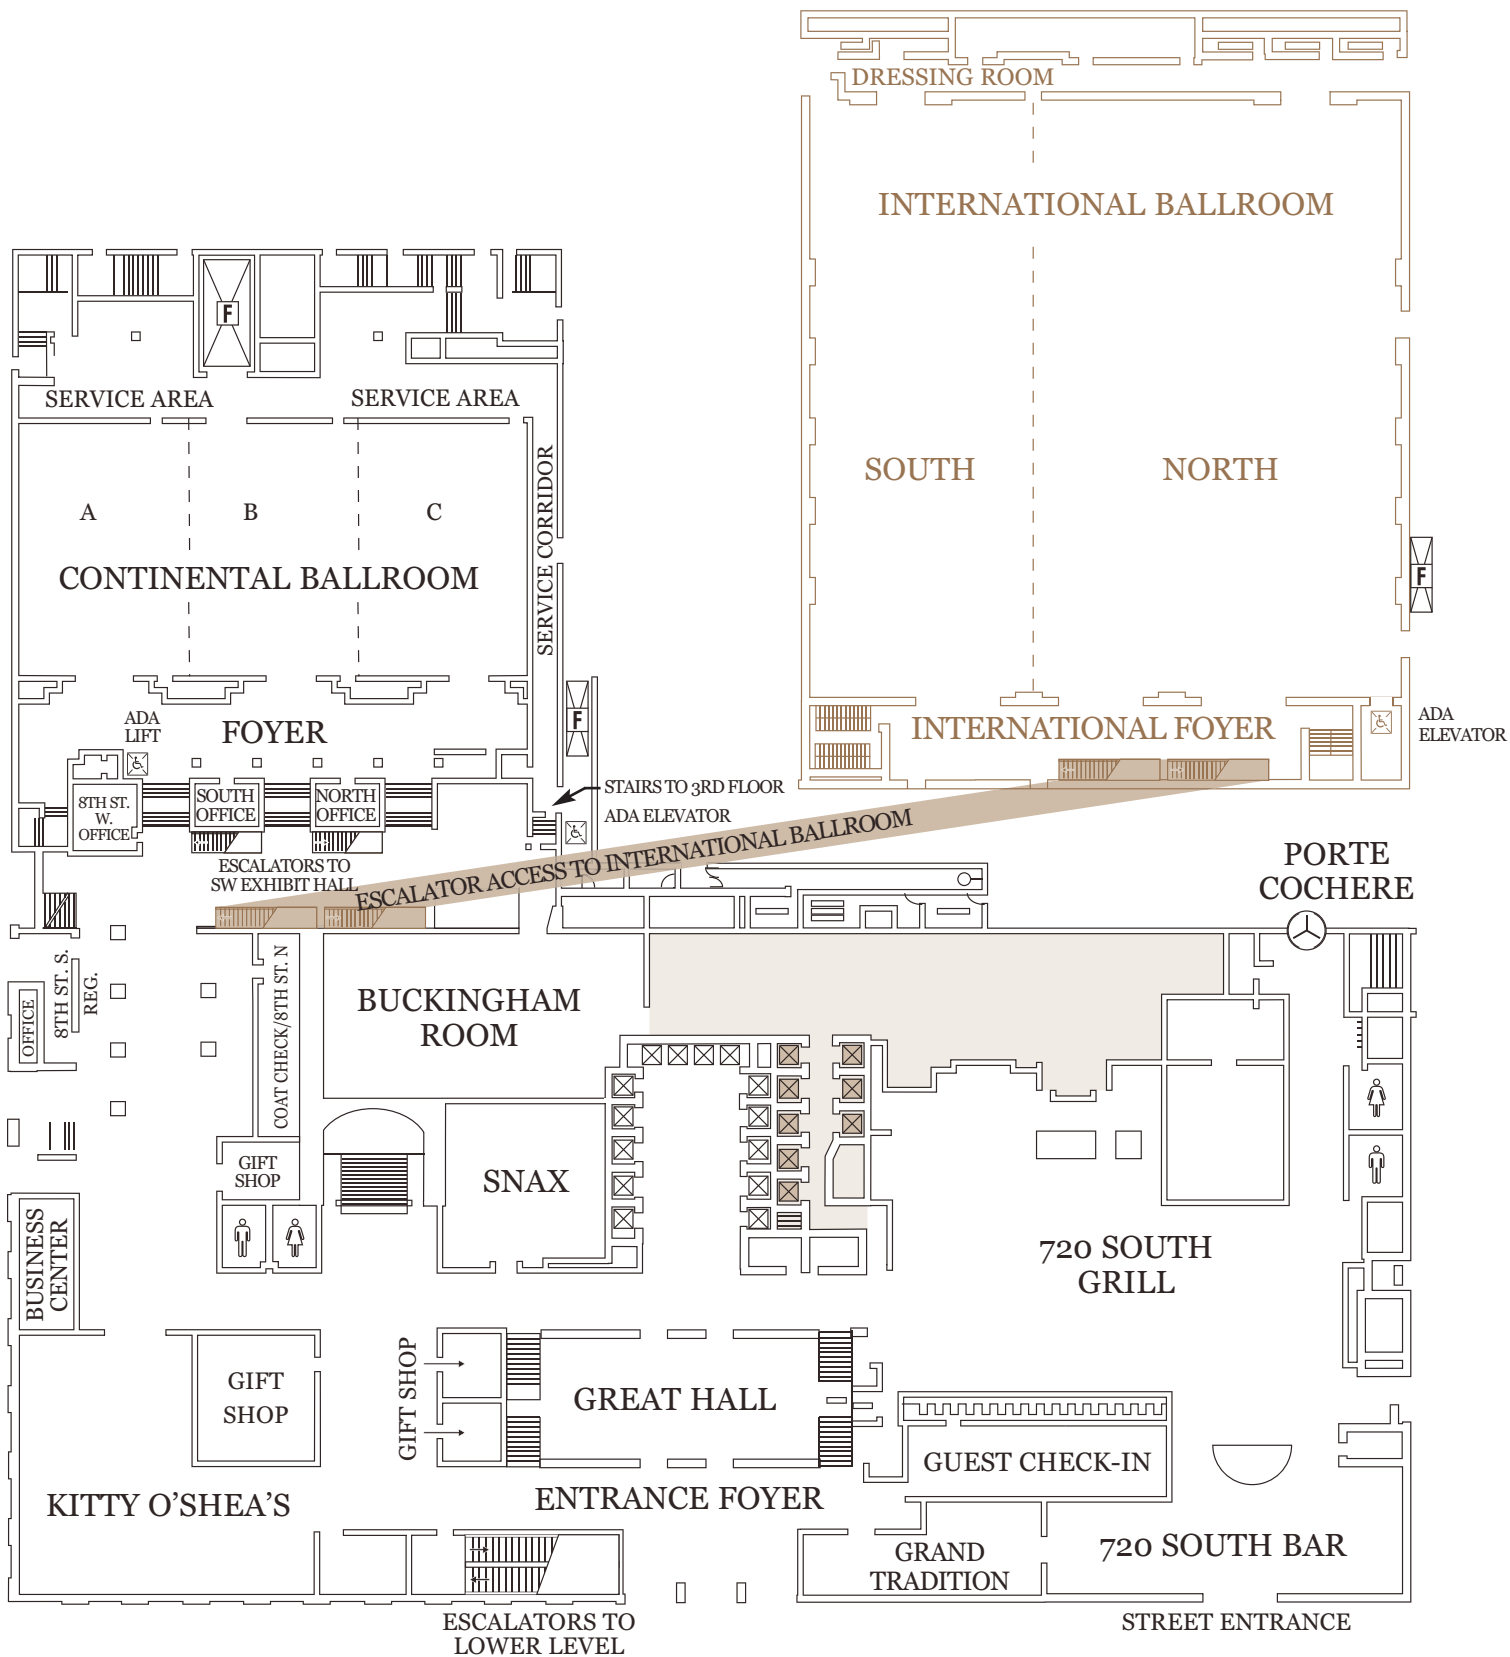 DRESSING ROOM
INTERNATIONAL BALLROOM
SOUTH
NORTH
F
INTERNATIONAL FOYER
ADA
ELEVATOR
F
SERVICE AREA
SERVICE AREA
A
B
C
CONTINENTAL BALLROOM
SERVICE CORRIDOR
ADA
LIFT
FOYER
F
8TH ST.
W.
OFFICE
SOUTH
OFFICE
NORTH
OFFICE
STAIRS TO 3RD FLOOR
ADA ELEVATOR
ESCALATORS TO
SW EXHIBIT HALL
ESCALATOR ACCESS TO INTERNATIONAL BALLROOM
PORTE
COCHERE
OFFICE
8TH ST. S.
REG.
COAT CHECK/8TH ST. N
BUCKINGHAM
ROOM
GIFT
SHOP
SNAX
BUSINESS
CENTER
720 SOUTH
GRILL
GIFT
SHOP
GIFT SHOP
GREAT HALL
GUEST CHECK-IN
KITTY O'SHEA'S
ENTRANCE FOYER
GRAND
TRADITION
720 SOUTH BAR
ESCALATORS TO
LOWER LEVEL
STREET ENTRANCE